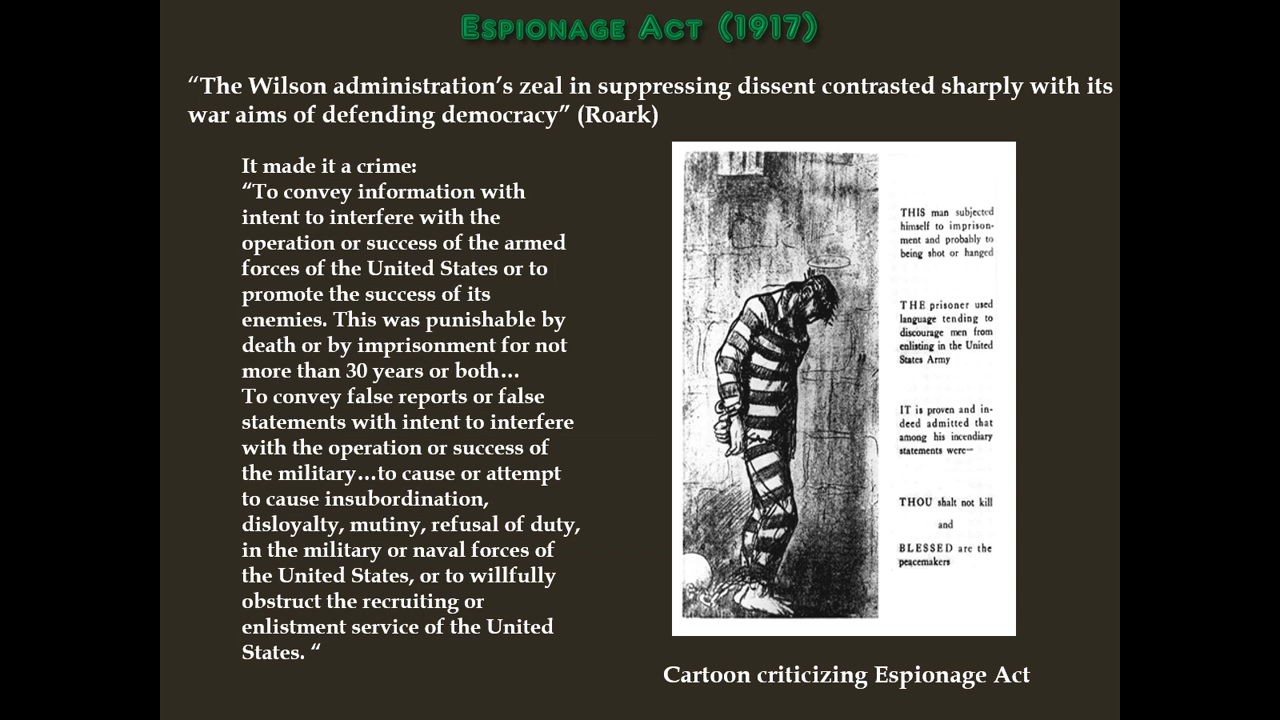 Espionage Act (1917)
“The Wilson administration’s zeal in suppressing dissent contrasted sharply with its
war aims of defending democracy” (Roark)
It made it a crime:
“To convey information with
intent to interfere with the
operation or success of the armed
forces of the United States or to
promote the success of its
enemies. This was punishable by
death or by imprisonment for not
more than 30 years or both…
To convey false reports or false
statements with intent to interfere
with the operation or success of
the military…to cause or attempt
to cause insubordination,
disloyalty, mutiny, refusal of duty,
in the military or naval forces of
the United States, or to willfully
obstruct the recruiting or
enlistment service of the United
States. “
THIS man subjected
himself to imprison-
ment and probably to
being shot or hanged
THE prisoner used
language tending to
discourage men from
enlisting in the United
States Army
IT is proven and in-
deed admitted that
among his incendiary
statements were—
THOU shalt not kill
and
BLESSED are the
peacemakers
Cartoon criticizing Espionage Act